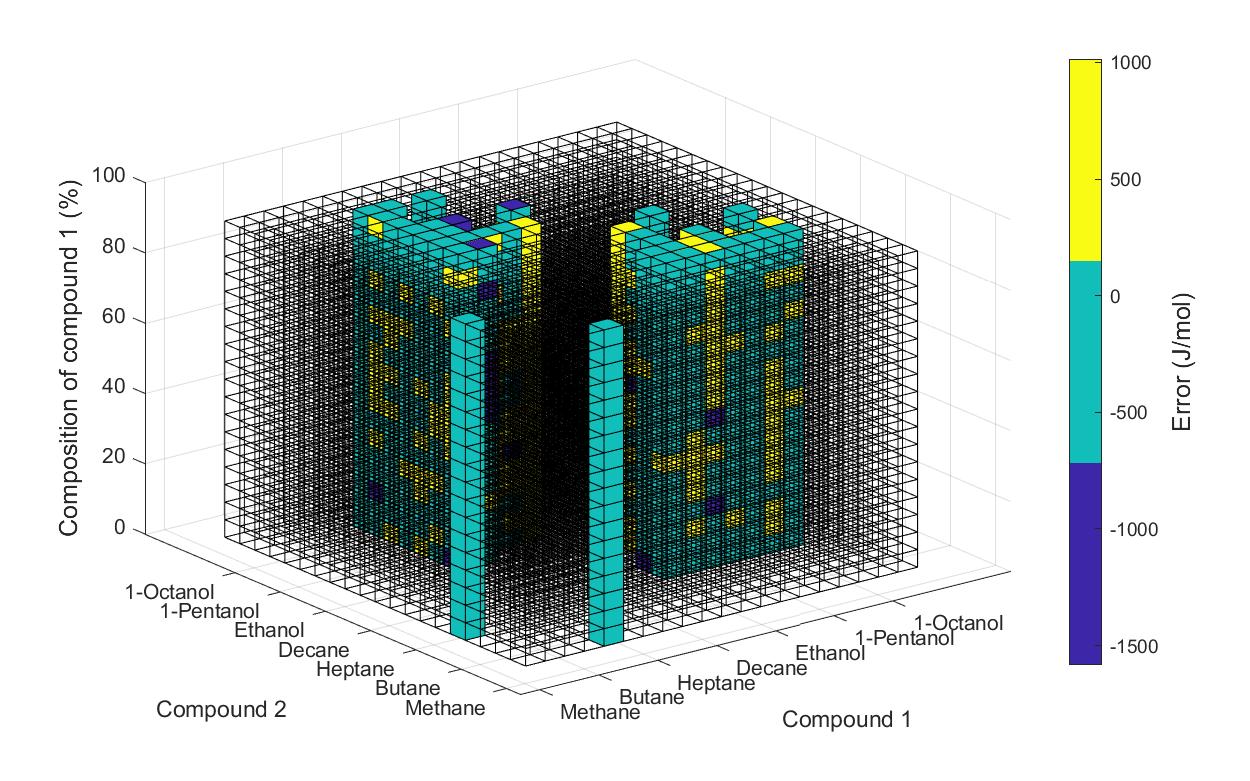 Composition of compound 1 (%)
100
80
60
40
20
0
1-Octanol
1-Pentanol
Ethanol
Decane
Heptane
Butane
Methane
Compound 2
Methane
Butane
Heptane
Decane
Ethanol
1-Pentanol
1-Octanol
Compound 1
1000
500
0
-500
-1000
-1500
Error (J/mol)